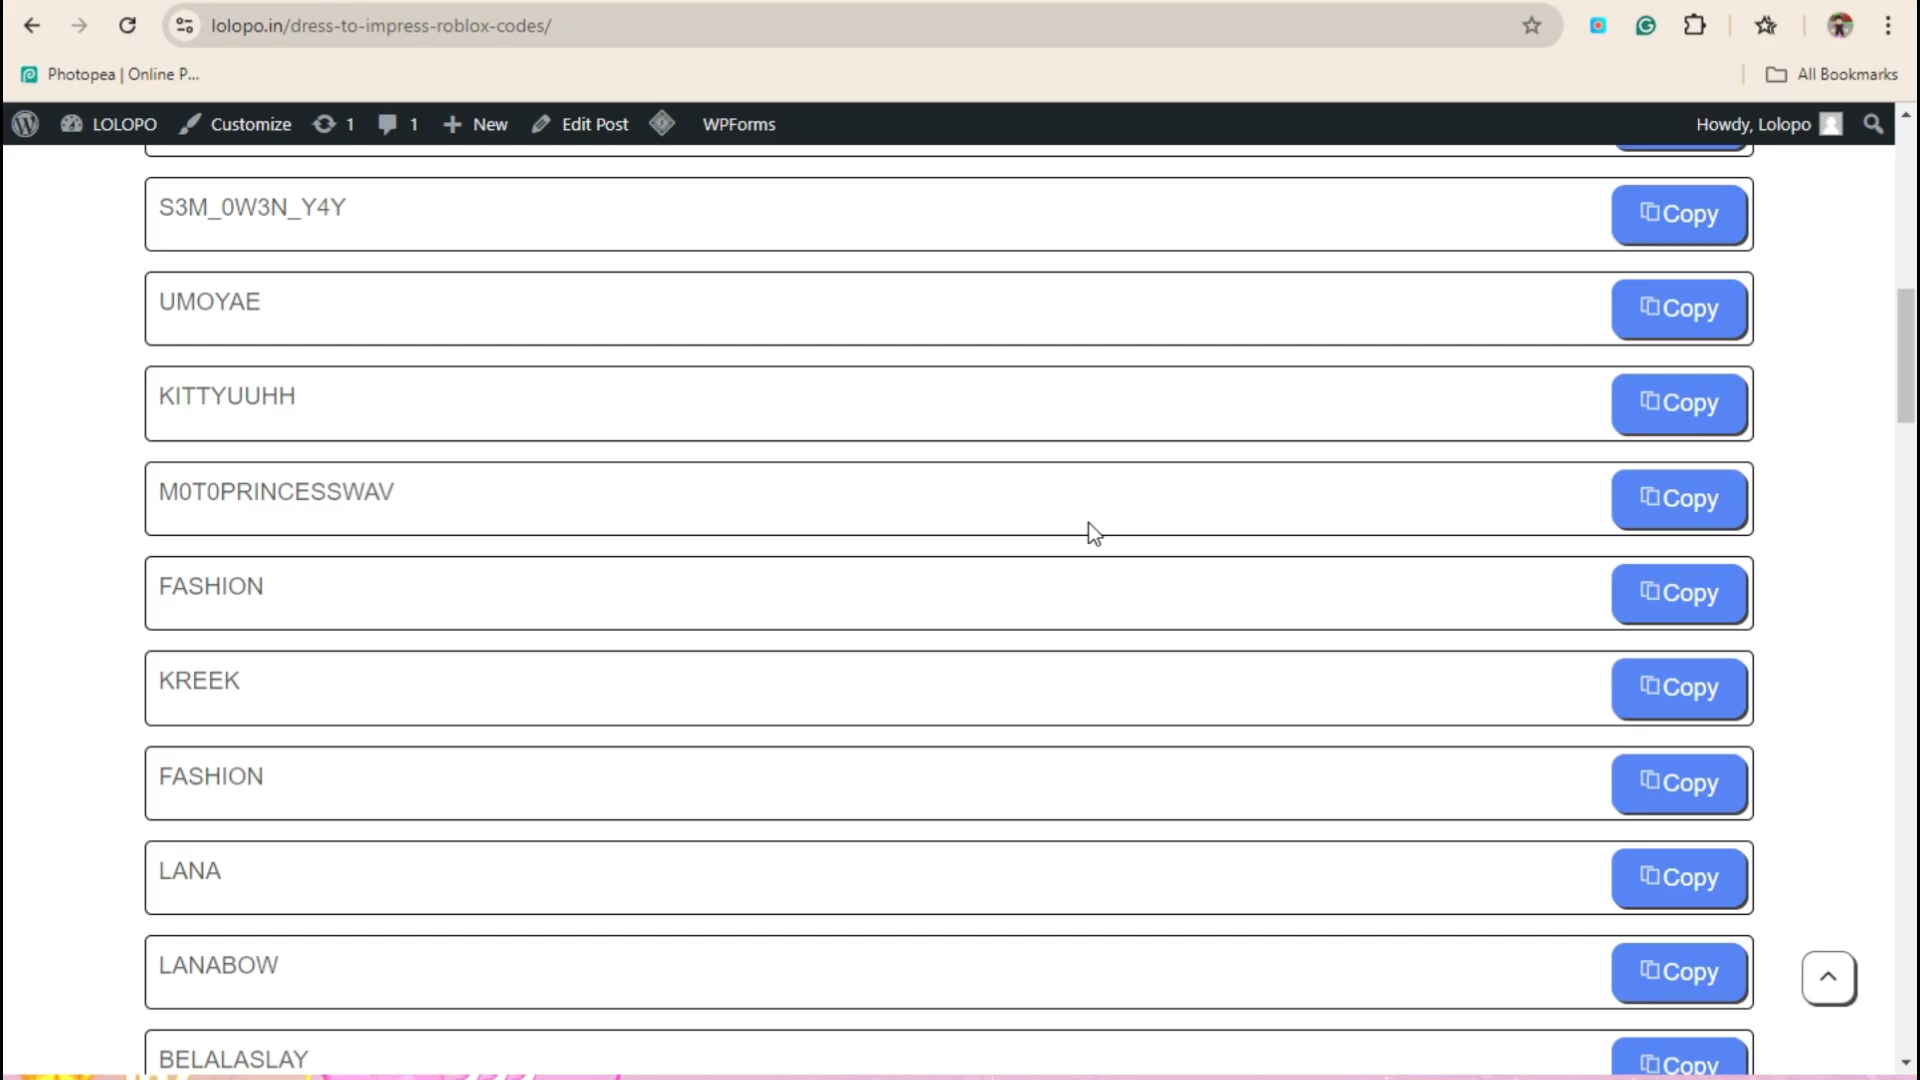 lolopo.in/dress-to-impress-roblox-codes/
Photopea | Online P...
All Bookmarks
LOLOPO Customize 1 1 New Edit Post WPForms Howdy, Lolopo
S3M_0W3N_Y4Y Copy
UMOYAE Copy
KITTYUUHH Copy
M0T0PRINCESSWAV Copy
FASHION Copy
KREEK Copy
FASHION Copy
LANA Copy
LANABOW Copy
BELALASLAY Copy